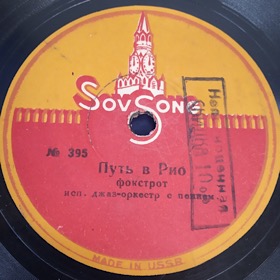 SovSong
№ 395
Путь в Рио
фокстрот
исп. джаз-оркестр с пением
MADE IN USSR